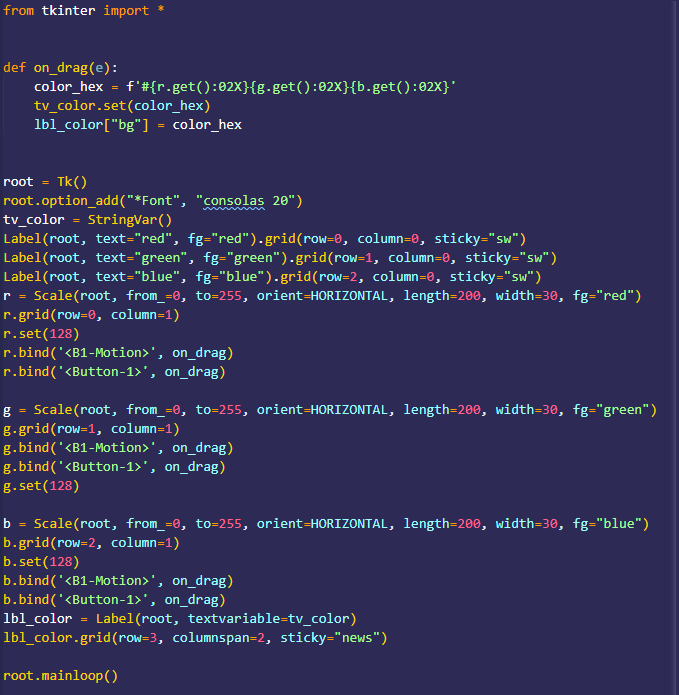 from tkinter import *
def on_drag(e):
    color_hex = f'#{r.get():02X}{g.get():02X}{b.get():02X}'
    tv_color.set(color_hex)
    lbl_color["bg"] = color_hex
root = Tk()
root.option_add("*Font", "consolas 20")
tv_color = StringVar()
Label(root, text="red", fg="red").grid(row=0, column=0, sticky="sw")
Label(root, text="green", fg="green").grid(row=1, column=0, sticky="sw")
Label(root, text="blue", fg="blue").grid(row=2, column=0, sticky="sw")
r = Scale(root, from_=0, to=255, orient=HORIZONTAL, length=200, width=30, fg="red")
r.grid(row=0, column=1)
r.set(128)
r.bind('<B1-Motion>', on_drag)
r.bind('<Button-1>', on_drag)
g = Scale(root, from_=0, to=255, orient=HORIZONTAL, length=200, width=30, fg="green")
g.grid(row=1, column=1)
g.bind('<B1-Motion>', on_drag)
g.bind('<Button-1>', on_drag)
g.set(128)
b = Scale(root, from_=0, to=255, orient=HORIZONTAL, length=200, width=30, fg="blue")
b.grid(row=2, column=1)
b.set(128)
b.bind('<B1-Motion>', on_drag)
b.bind('<Button-1>', on_drag)
lbl_color = Label(root, textvariable=tv_color)
lbl_color.grid(row=3, columnspan=2, sticky="news")
root.mainloop()